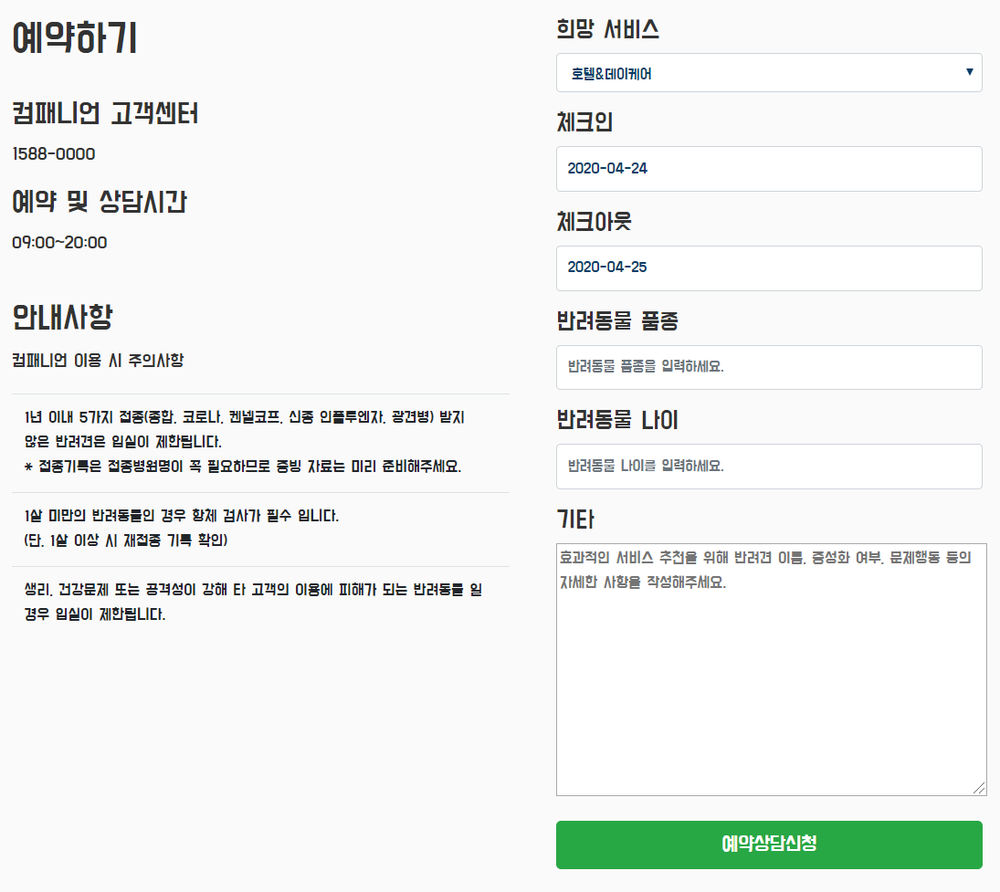 예약하기
컴패니언 고객센터
1588-0000
예약 및 상담시간
09:00~20:00
안내사항
컴패니언 이용 시 주의사항
1년 이내 5가지 접종(종합, 코로나, 켄넬코프, 신종 인플루엔자, 광견병) 받지
않은 반려견은 입실이 제한됩니다.
* 접종기록은 접종병원명이 꼭 필요하므로 증빙 자료는 미리 준비해주세요.
1살 미만의 반려동물인 경우 항체 검사가 필수 입니다.
(단, 1살 이상 시 재접종 기록 확인)
생리, 건강문제 또는 공격성이 강해 타 고객의 이용에 피해가 되는 반려동물 일
경우 입실이 제한됩니다.
희망 서비스
호텔&데이케어
체크인
2020-04-24
체크아웃
2020-04-25
반려동물 품종
반려동물 품종을 입력하세요.
반려동물 나이
반려동물 나이를 입력하세요.
기타
효과적인 서비스 추천을 위해 반려견 이름, 중성화 여부, 문제행동 등의
자세한 사항을 작성해주세요.
예약상담신청